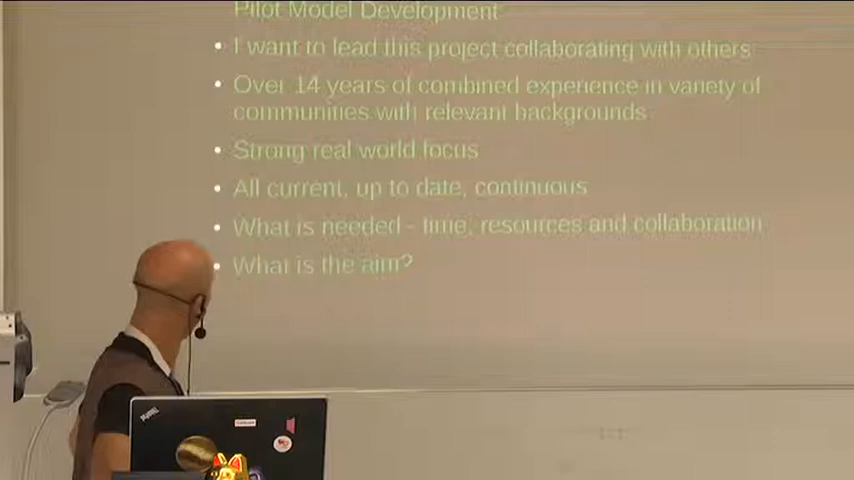 Pilot Model Development
I want to lead this project collaborating with others
Over 14 years of combined experience in variety of
communities with relevant backgrounds
Strong real world focus
All current, up to date, continuous
What is needed - time, resources and collaboration
What is the aim?
ThinkPad